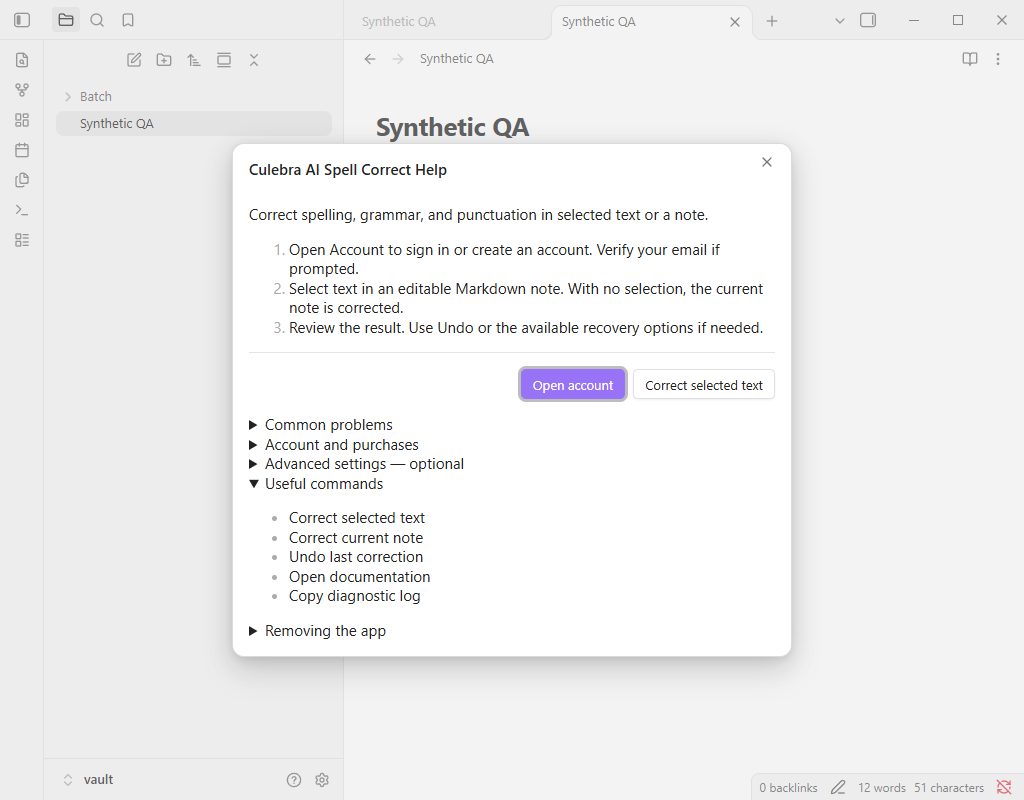 Synthetic QA
Synthetic QA
Synthetic QA
Batch
Synthetic QA
Synthetic QA
Culebra AI Spell Correct Help
Correct spelling, grammar, and punctuation in selected text or a note.
1. Open Account to sign in or create an account. Verify your email if
prompted.
2. Select text in an editable Markdown note. With no selection, the current
note is corrected.
3. Review the result. Use Undo or the available recovery options if needed.
Open account
Correct selected text
Common problems
Account and purchases
Advanced settings — optional
Useful commands
Correct selected text
Correct current note
Undo last correction
Open documentation
Copy diagnostic log
Removing the app
vault
0 backlinks
12 words
51 characters